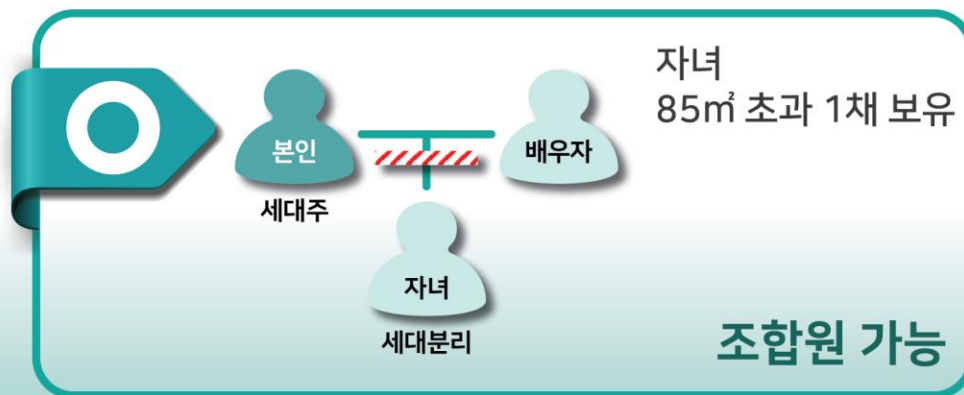 자녀
85㎡ 초과 1채 보유
본인
배우자
세대주
자녀
세대분리
조합원 가능